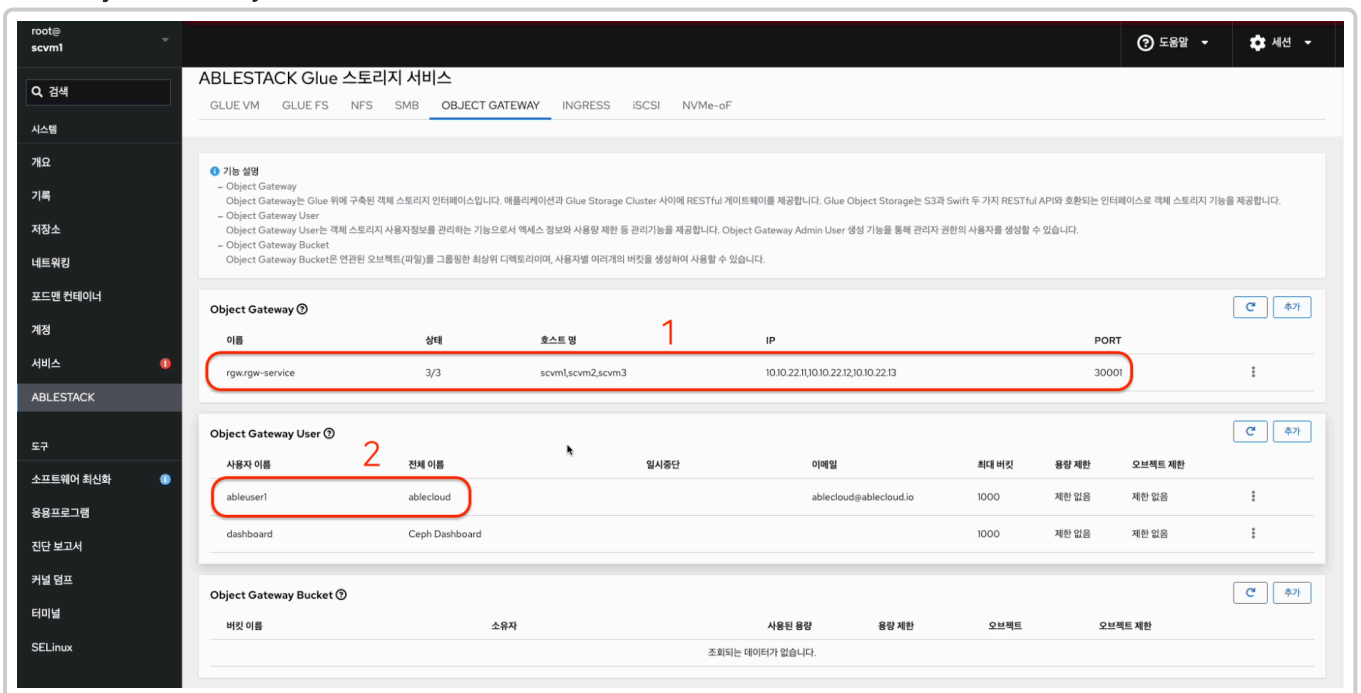 root@
scvm1
도움말
세션
검색
시스템
개요
기록
저장소
네트워킹
포드맨 컨테이너
계정
서비스
ABLESTACK
도구
소프트웨어 최신화
응용프로그램
진단 보고서
커널 덤프
터미널
SELinux
ABLESTACK Glue 스토리지 서비스
GLUE VM GLUE FS NFS SMB OBJECT GATEWAY INGRESS iSCSI NVMe-oF
기능 설명
– Object Gateway
Object Gateway는 Glue 위에 구축된 객체 스토리지 인터페이스입니다. 애플리케이션과 Glue Storage Cluster 사이에 RESTful 게이트웨이를 제공합니다. Glue Object Storage는 S3과 Swift 두 가지 RESTful API와 호환되는 인터페이스로 객체 스토리지 기능을 제공합니다.
– Object Gateway User
Object Gateway User는 객체 스토리지 사용자정보를 관리하는 기능으로서 엑세스 정보와 사용량 제한 등 관리기능을 제공합니다. Object Gateway Admin User 생성 기능을 통해 관리자 권한의 사용자를 생성할 수 있습니다.
– Object Gateway Bucket
Object Gateway Bucket은 연관된 오브젝트(파일)를 그룹핑한 최상위 디렉토리이며, 사용자별 여러개의 버킷을 생성하여 사용할 수 있습니다.
Object Gateway 추가
1
이름 상태 호스트 명 IP PORT
rgw.rgw-service 3/3 scvm1,scvm2,scvm3 10.10.22.11,10.10.22.12,10.10.22.13 30001
Object Gateway User 추가
2
사용자 이름 전체 이름 일시중단 이메일 최대 버킷 용량 제한 오브젝트 제한
ableuser1 ablecloud ablecloud@ablecloud.io 1000 제한 없음 제한 없음
dashboard Ceph Dashboard 1000 제한 없음 제한 없음
Object Gateway Bucket 추가
버킷 이름 소유자 사용된 용량 용량 제한 오브젝트 오브젝트 제한
조회되는 데이터가 없습니다.